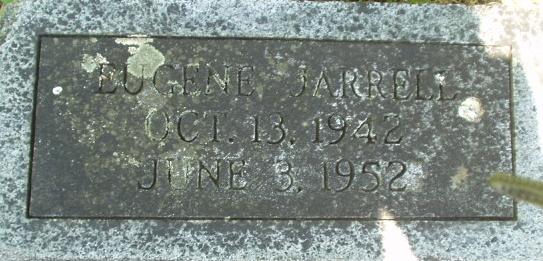 EUGENE JARRELL
OCT. 13, 1942
JUNE 3, 1952